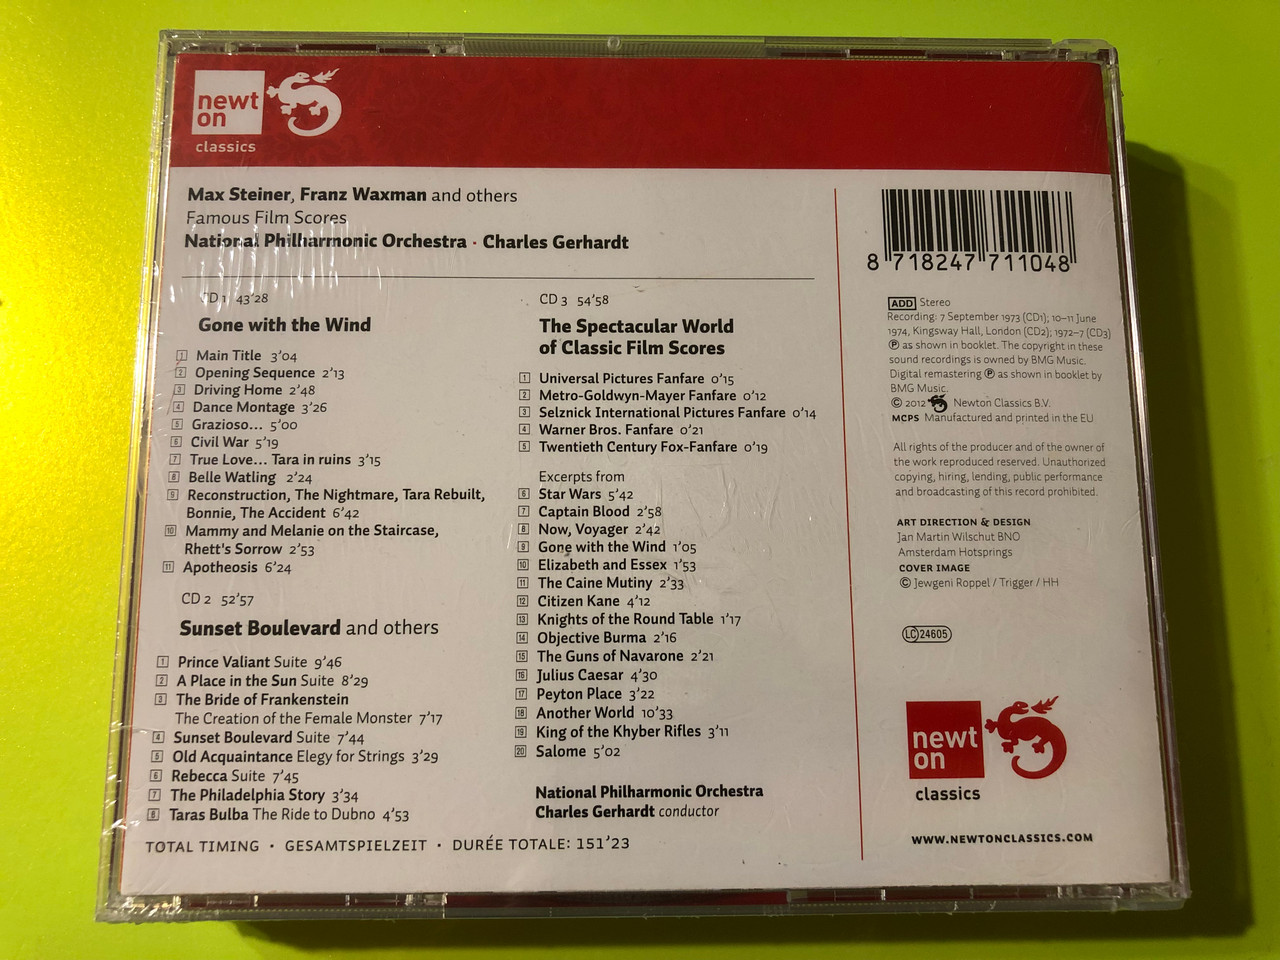 newt
on
classics
Max Steiner, Franz Waxman and others
Famous Film Scores
National Philharmonic Orchestra · Charles Gerhardt
CD 1 43'28
Gone with the Wind
1 Main Title 3'04
2 Opening Sequence 2'13
3 Driving Home 2'48
4 Dance Montage 3'26
5 Grazioso... 5'00
6 Civil War 5'19
7 True Love... Tara in ruins 3'15
8 Belle Watling 2'24
9 Reconstruction, The Nightmare, Tara Rebuilt,
Bonnie, The Accident 6'42
10 Mammy and Melanie on the Staircase,
Rhett's Sorrow 2'53
11 Apotheosis 6'24
CD 2 52'57
Sunset Boulevard and others
1 Prince Valiant Suite 9'46
2 A Place in the Sun Suite 8'29
3 The Bride of Frankenstein
The Creation of the Female Monster 7'17
4 Sunset Boulevard Suite 7'44
5 Old Acquaintance Elegy for Strings 3'29
6 Rebecca Suite 7'45
7 The Philadelphia Story 3'34
8 Taras Bulba The Ride to Dubno 4'53
TOTAL TIMING · GESAMTSPIELZEIT · DURÉE TOTALE: 151'23
CD 3 54'58
The Spectacular World
of Classic Film Scores
1 Universal Pictures Fanfare 0'15
2 Metro-Goldwyn-Mayer Fanfare 0'12
3 Selznick International Pictures Fanfare 0'14
4 Warner Bros. Fanfare 0'21
5 Twentieth Century Fox-Fanfare 0'19
Excerpts from
6 Star Wars 5'42
7 Captain Blood 2'58
8 Now, Voyager 2'42
9 Gone with the Wind 1'05
10 Elizabeth and Essex 1'53
11 The Caine Mutiny 2'33
12 Citizen Kane 4'12
13 Knights of the Round Table 1'17
14 Objective Burma 2'16
15 The Guns of Navarone 2'21
16 Julius Caesar 4'30
17 Peyton Place 3'22
18 Another World 10'33
19 King of the Khyber Rifles 3'11
20 Salome 5'02
National Philharmonic Orchestra
Charles Gerhardt conductor
8 718247 711048
ADD Stereo
Recording: 7 September 1973 (CD1); 10–11 June
1974, Kingsway Hall, London (CD2); 1972–7 (CD3)
℗ as shown in booklet. The copyright in these
sound recordings is owned by BMG Music.
Digital remastering ℗ as shown in booklet by
BMG Music.
© 2012 Newton Classics B.V.
MCPS Manufactured and printed in the EU
All rights of the producer and of the owner of
the work reproduced reserved. Unauthorized
copying, hiring, lending, public performance
and broadcasting of this record prohibited.
ART DIRECTION & DESIGN
Jan Martin Wilschut BNO
Amsterdam Hotsprings
COVER IMAGE
© Jewgeni Roppel / Trigger / HH
LC 24605
newt
on
classics
WWW.NEWTONCLASSICS.COM